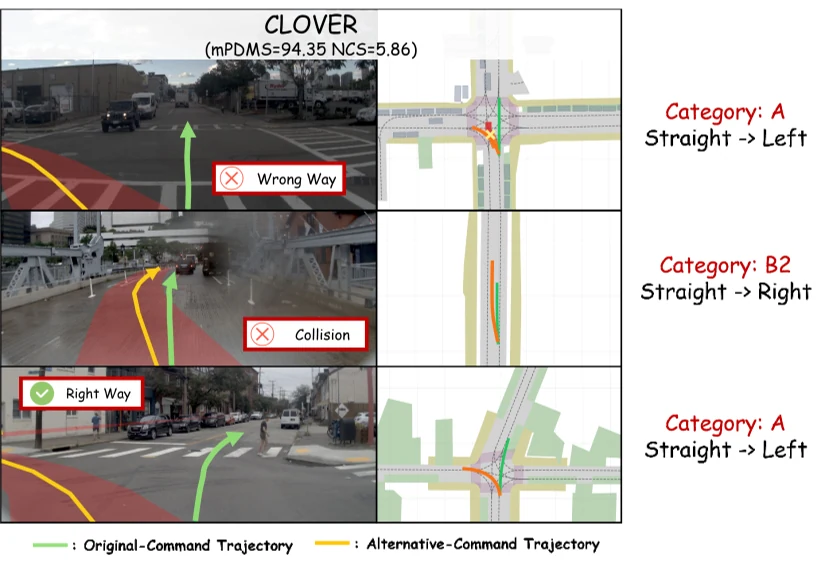 CLOVER
(mPDMS=94.35 NCS=5.86)
Wrong Way
Category: A
Straight -> Left
Collision
Category: B2
Straight -> Right
Right Way
Category: A
Straight -> Left
: Original-Command Trajectory
: Alternative-Command Trajectory